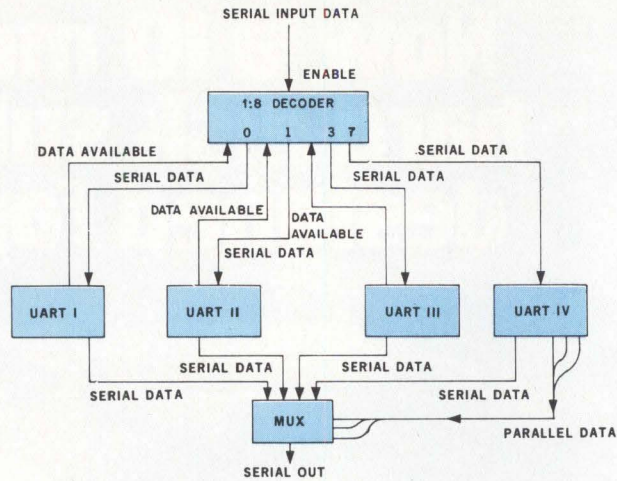 SERIAL INPUT DATA
ENABLE
1:8 DECODER
0 1 3 7
DATA AVAILABLE
SERIAL DATA
SERIAL DATA
SERIAL DATA
DATA AVAILABLE
DATA
AVAILABLE
SERIAL DATA
UART I
UART II
UART III
UART IV
SERIAL DATA
SERIAL DATA
SERIAL DATA
SERIAL DATA
MUX
PARALLEL DATA
SERIAL OUT